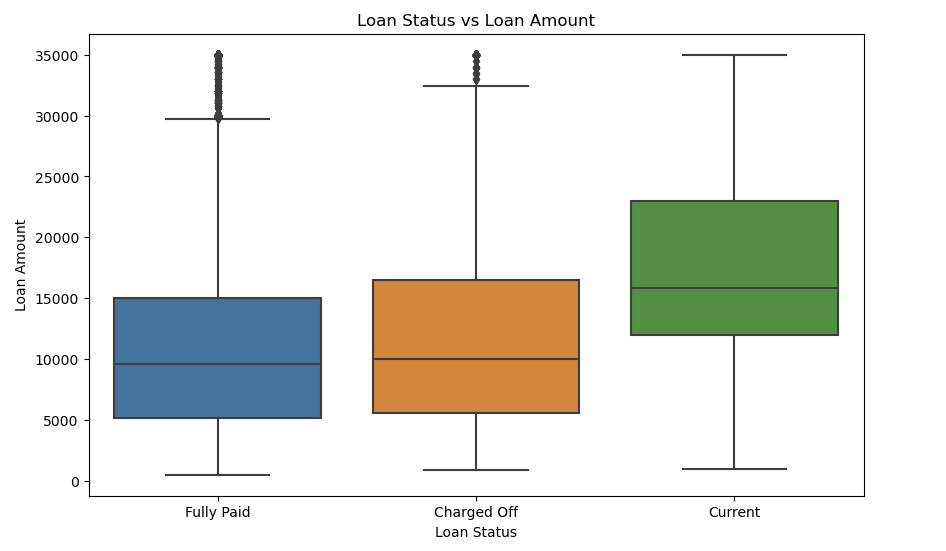 Loan Status vs Loan Amount
35000
30000
25000
20000
15000
10000
5000
0
Loan Amount
Fully Paid
Charged Off
Current
Loan Status